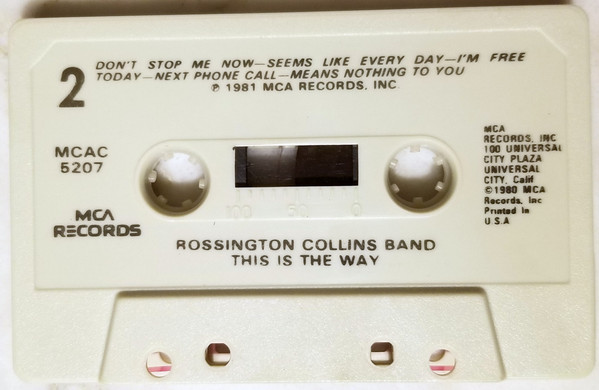 2
DON'T STOP ME NOW—SEEMS LIKE EVERY DAY—I'M FREE
TODAY—NEXT PHONE CALL—MEANS NOTHING TO YOU
℗ 1981 MCA RECORDS, INC.
MCAC
5207
MCA
RECORDS
100 50 0
MCA
RECORDS, INC
100 UNIVERSAL
CITY PLAZA
UNIVERSAL
CITY, Calif
©1980 MCA
Records, Inc
Printed in
U.S.A
ROSSINGTON COLLINS BAND
THIS IS THE WAY